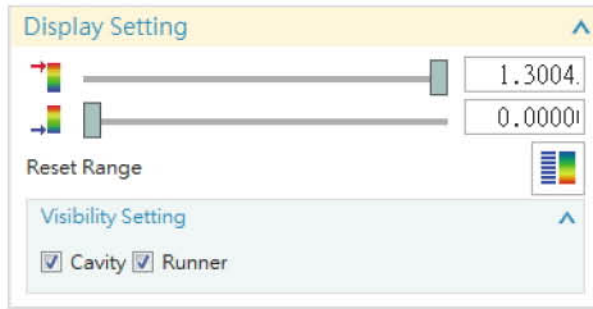 Display Setting
1.3004.
0.0000
Reset Range
Visibility Setting
Cavity Runner